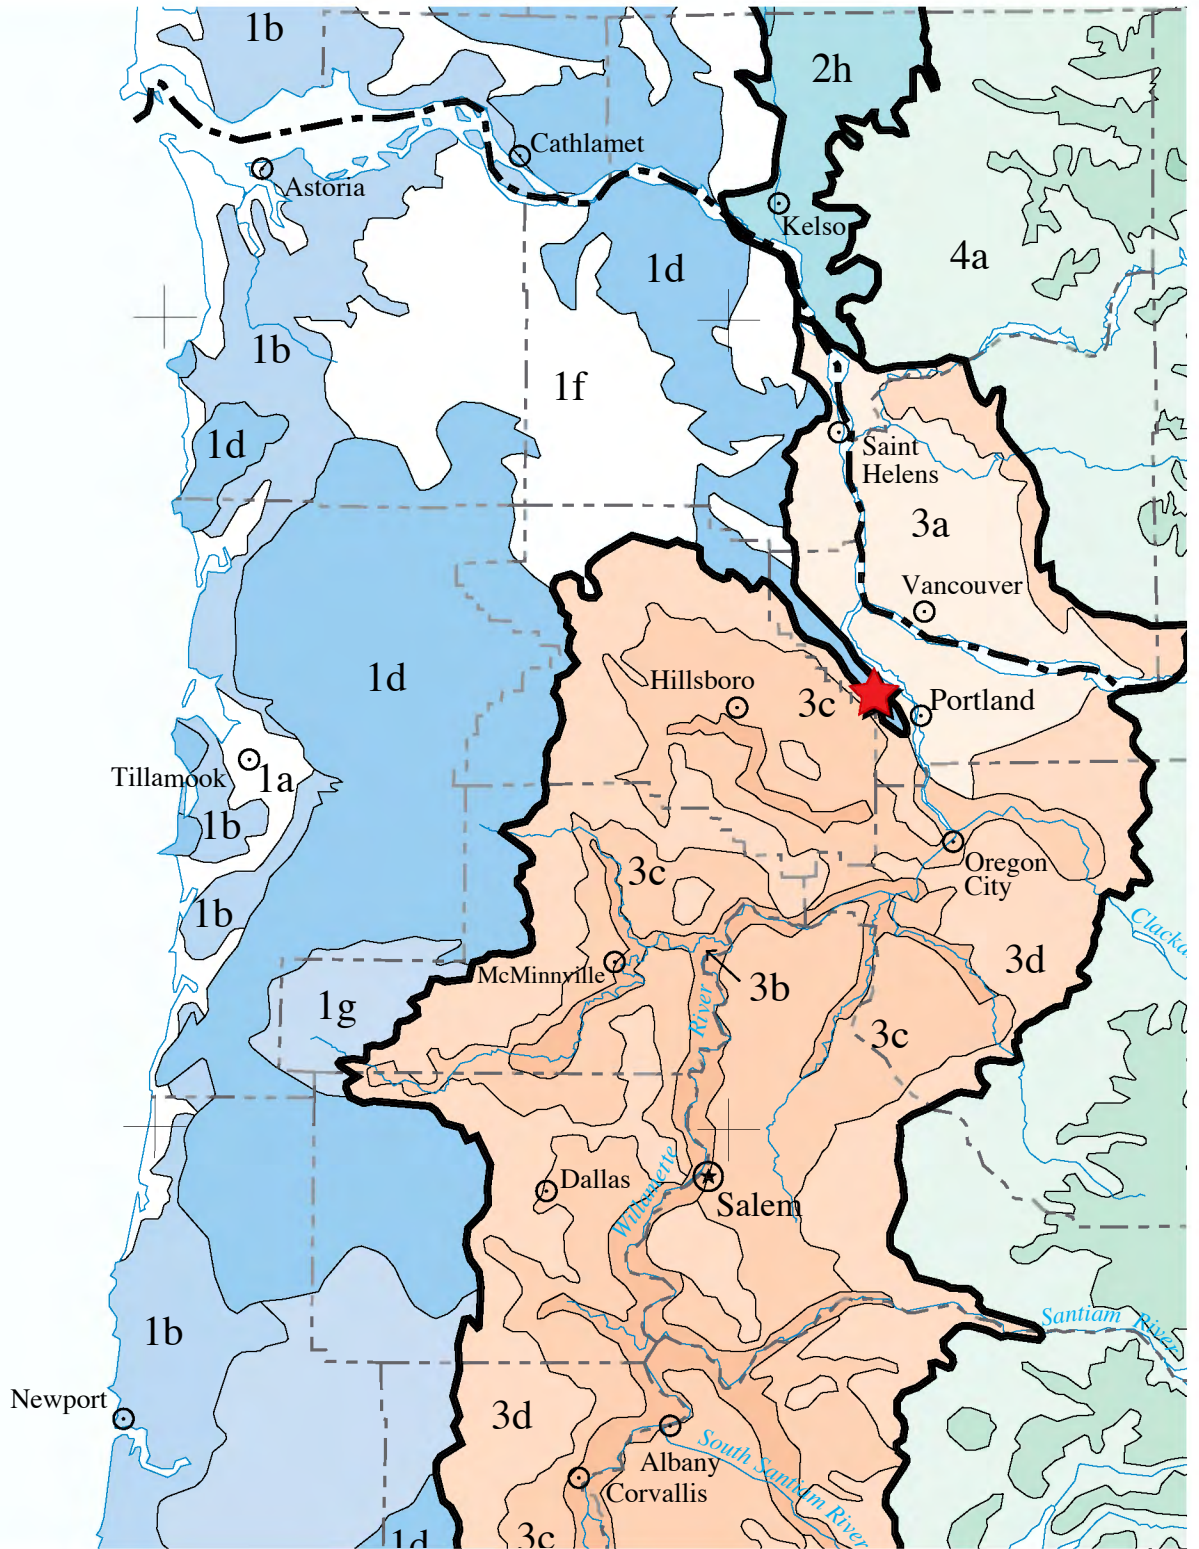 1b
2h
Cathlamet
Astoria
Kelso
4a
1d
1b
1f
1d
Saint
Helens
3a
Vancouver
1d
Hillsboro
3c
Portland
Tillamook
1a
1b
3c
Oregon
City
1b
Clacka
McMinnville
3d
3b
1g
River
3c
Dallas
Willamette
Salem
Santiam River
1b
Newport
3d
South Santiam River
Albany
Corvallis
1d
3c